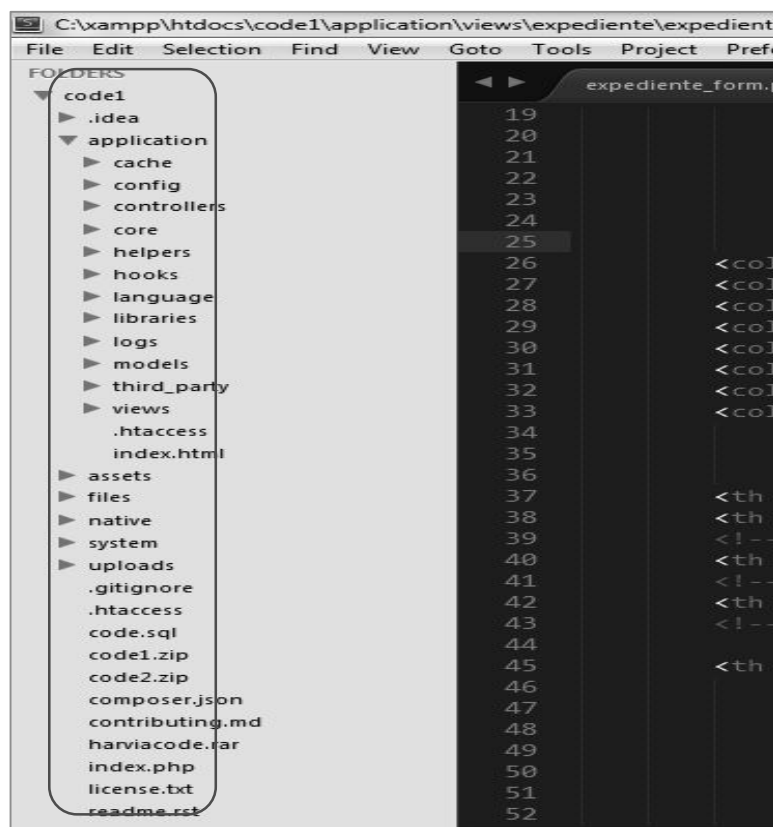 C:\xampp\htdocs\code1\application\views\expediente\expedient
File Edit Selection Find View Goto Tools Project Prefe
FOLDERS
code1
.idea
application
cache
config
controllers
core
helpers
hooks
language
libraries
logs
models
third_party
views
.htaccess
index.html
assets
files
native
system
uploads
.gitignore
.htaccess
code.sql
code1.zip
code2.zip
composer.json
contributing.md
harviacode.rar
index.php
license.txt
readme.rst
expediente_form.p
19
20
21
22
23
24
25
26 <col
27 <col
28 <col
29 <col
30 <col
31 <col
32 <col
33 <col
34
35
36
37 <th
38 <th
39 <!--
40 <th
41 <!--
42 <th
43 <!--
44
45 <th
46
47
48
49
50
51
52